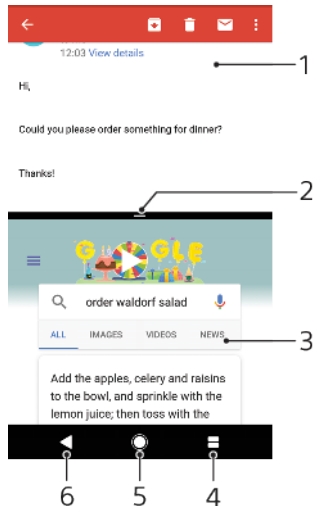 12:03 View details
1
Hi,
Could you please order something for dinner?
Thanks!
2
GOOGLE
order waldorf salad
ALL IMAGES VIDEOS NEWS
3
Add the apples, celery and raisins
to the bowl, and sprinkle with the
lemon juice; then toss with the
6 5 4